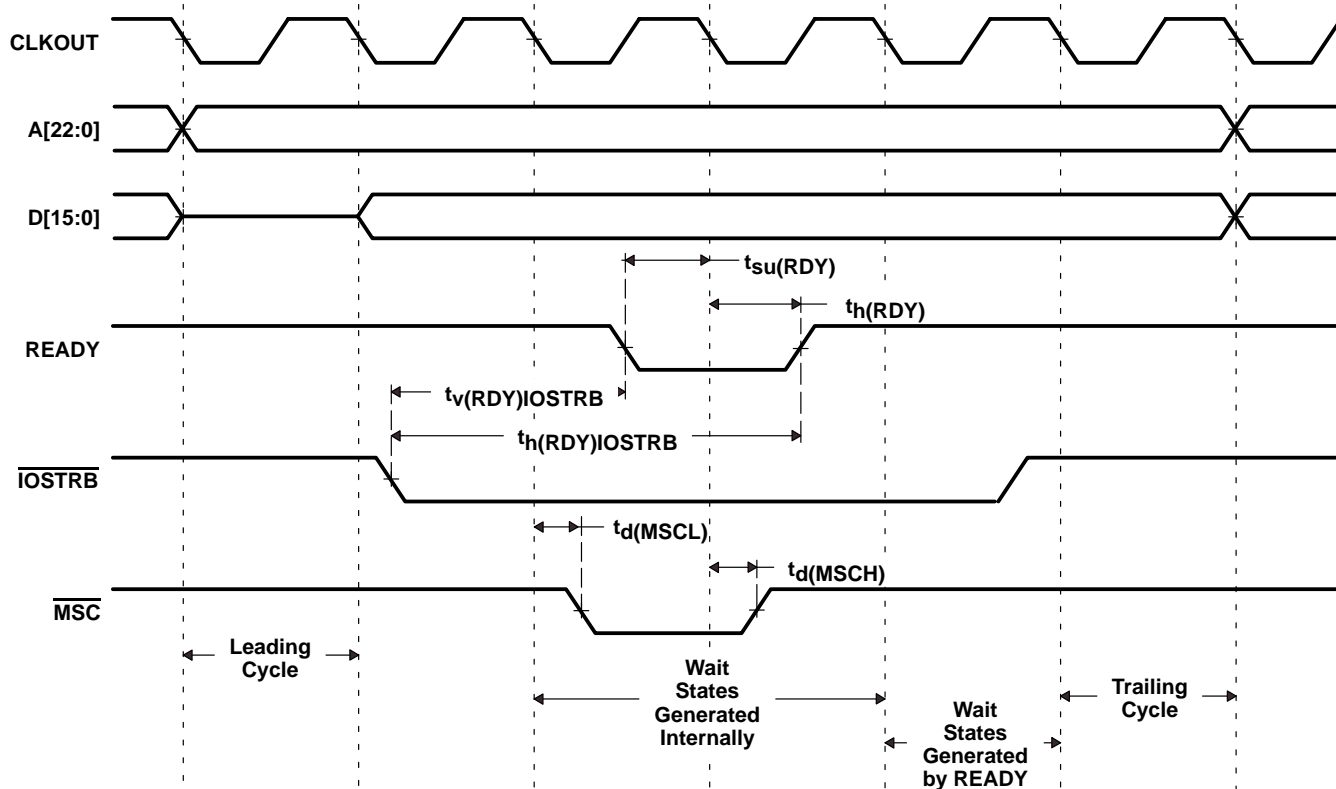 CLKOUT
A[22:0]
D[15:0]
tsu(RDY)
th(RDY)
READY
tv(RDY)IOSTRB
th(RDY)IOSTRB
IOSTRB
td(MSCL)
td(MSCH)
MSC
Leading
Cycle
Wait
States
Generated
Internally
Wait
States
Generated
by READY
Trailing
Cycle